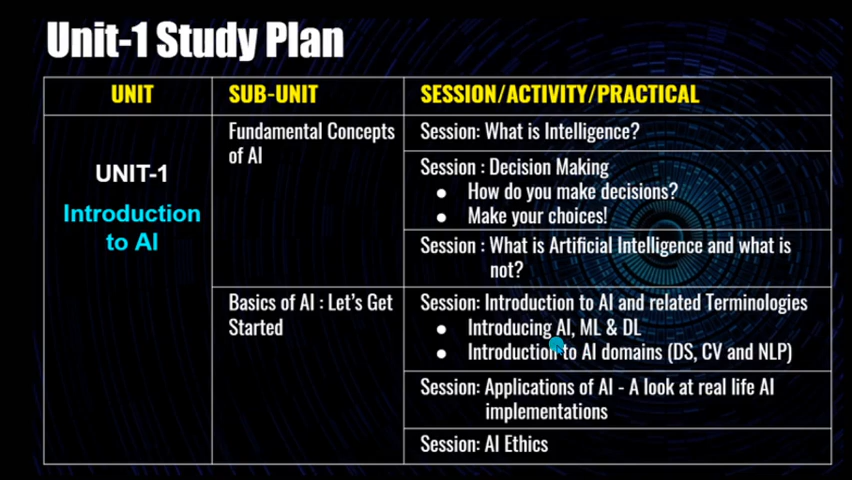 Unit-1 Study Plan
UNIT
SUB-UNIT
SESSION/ACTIVITY/PRACTICAL
UNIT-1
Introduction
to AI
Fundamental Concepts
of AI
Session: What is Intelligence?
Session : Decision Making
● How do you make decisions?
● Make your choices!
Session : What is Artificial Intelligence and what is
not?
Basics of AI : Let's Get
Started
Session: Introduction to AI and related Terminologies
● Introducing AI, ML & DL
● Introduction to AI domains (DS, CV and NLP)
Session: Applications of AI - A look at real life AI
implementations
Session: AI Ethics